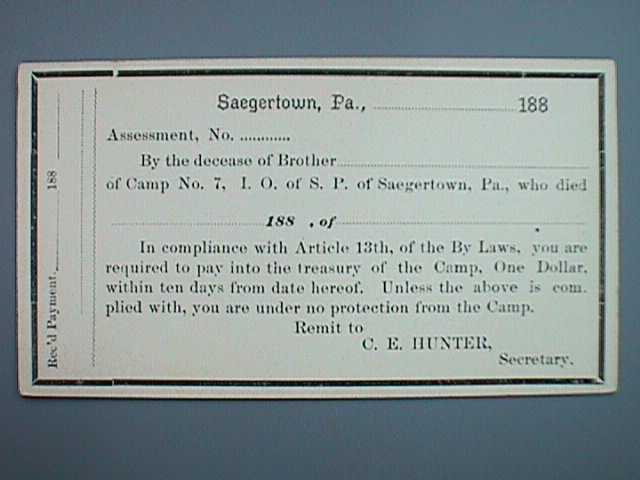 Saegertown, Pa., ........................ 188
Assessment, No. ............
By the decease of Brother ........................
of Camp No. 7, I. O. of S. P. of Saegertown, Pa., who died
........................ 188 , of ........................
In compliance with Article 13th, of the By Laws, you are
required to pay into the treasury of the Camp, One Dollar,
within ten days from date hereof. Unless the above is com.
plied with, you are under no protection from the Camp.
Remit to
C. E. HUNTER,
Secretary.
Rec'd Payment, ____________ 188 ____